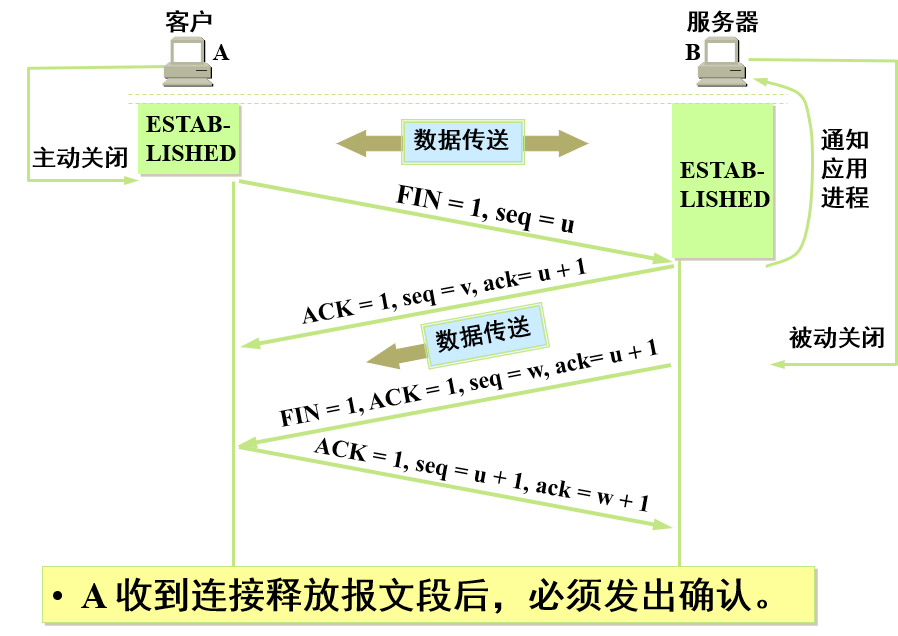 客户
服务器
A
B
ESTAB-
LISHED
数据传送
ESTAB-
LISHED
通知
应用
进程
主动关闭
FIN = 1, seq = u
ACK = 1, seq = v, ack= u + 1
数据传送
被动关闭
FIN = 1, ACK = 1, seq = w, ack= u + 1
ACK = 1, seq = u + 1, ack = w + 1
• A 收到连接释放报文段后，必须发出确认。